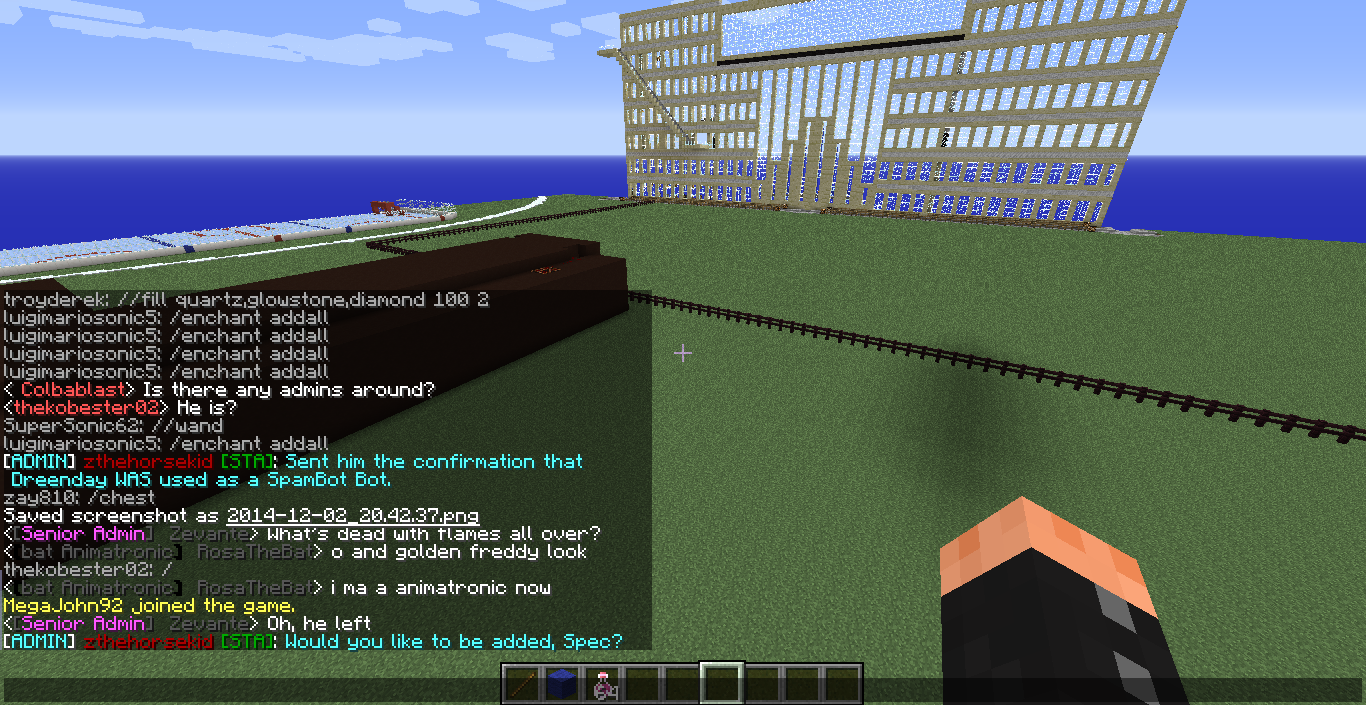 troyderek: //fill quartz,glowstone,diamond 100 2
luigimariosonic5: /enchant addall
luigimariosonic5: /enchant addall
luigimariosonic5: /enchant addall
luigimariosonic5: /enchant addall
< Colbablast> Is there any admins around?
<thekobester02> He is?
SuperSonic62: //wand
luigimariosonic5: /enchant addall
[ADMIN] zthehorsekid [STA]: Sent him the confirmation that
Dreenday WAS used as a SpamBot Bot.
zay810: /chest
Saved screenshot as 2014-12-02_20.42.37.png
<[Senior Admin] Zevante> What's dead with flames all over?
<[bat Animatronic] RosaTheBat> o and golden freddy look
thekobester02: /
<[bat Animatronic] RosaTheBat> i ma a animatronic now
MegaJohn92 joined the game.
<[Senior Admin] Zevante> Oh, he left
[ADMIN] zthehorsekid [STA]: Would you like to be added, Spec?
64